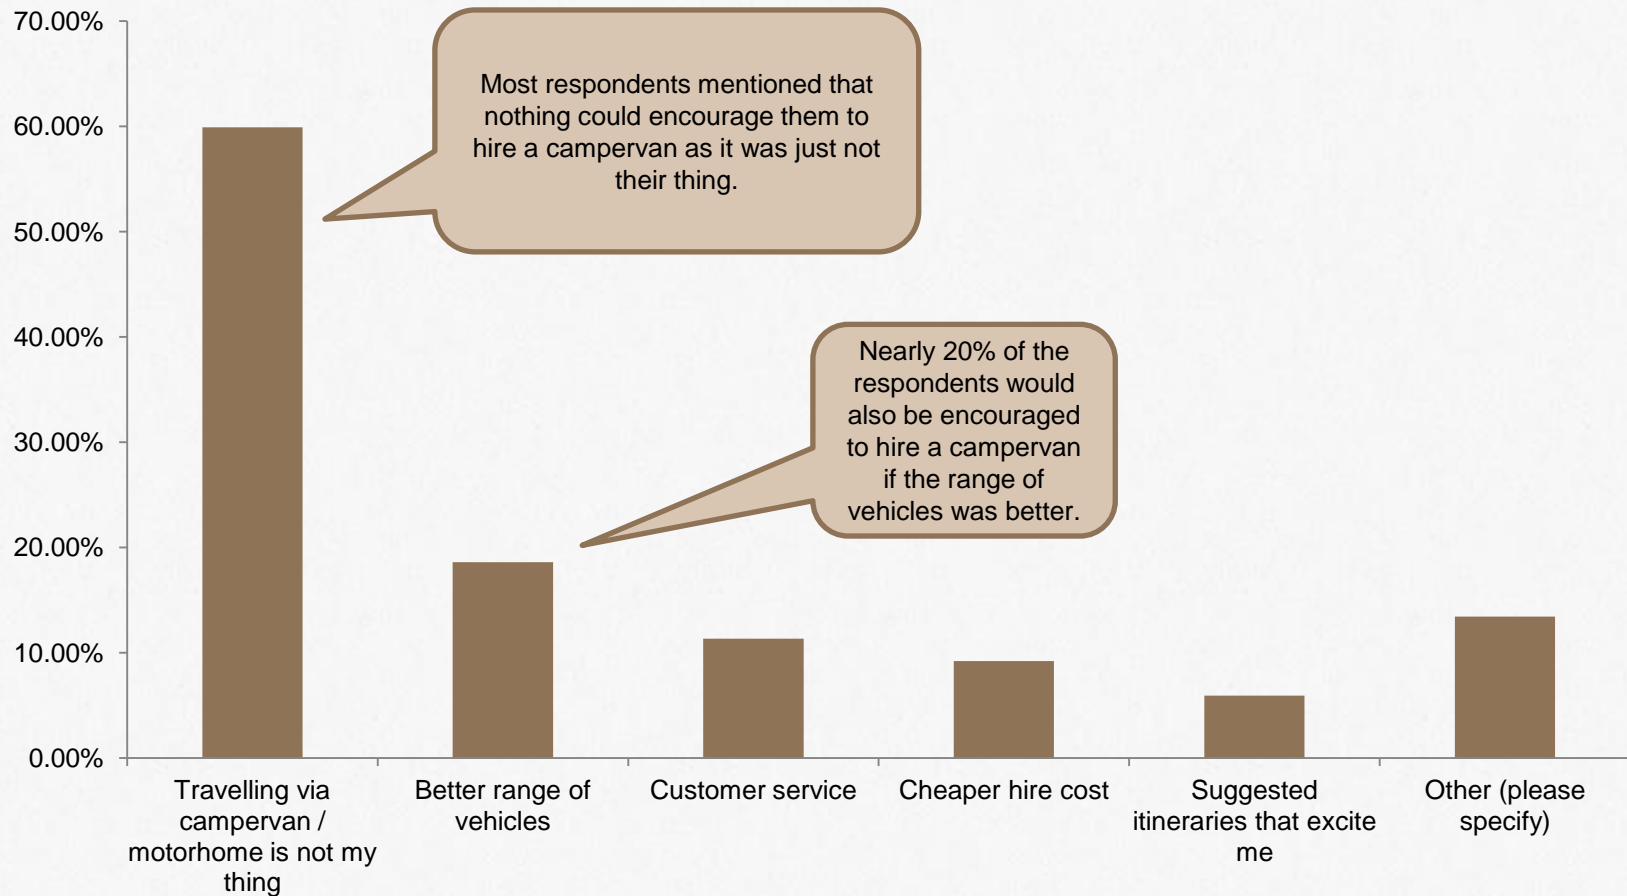 70.00%
60.00%
50.00%
40.00%
30.00%
20.00%
10.00%
0.00%
Most respondents mentioned that
nothing could encourage them to
hire a campervan as it was just not
their thing.
Nearly 20% of the
respondents would
also be encouraged
to hire a campervan
if the range of
vehicles was better.
Travelling via
campervan /
motorhome is not my
thing
Better range of
vehicles
Customer service
Cheaper hire cost
Suggested
itineraries that excite
me
Other (please
specify)